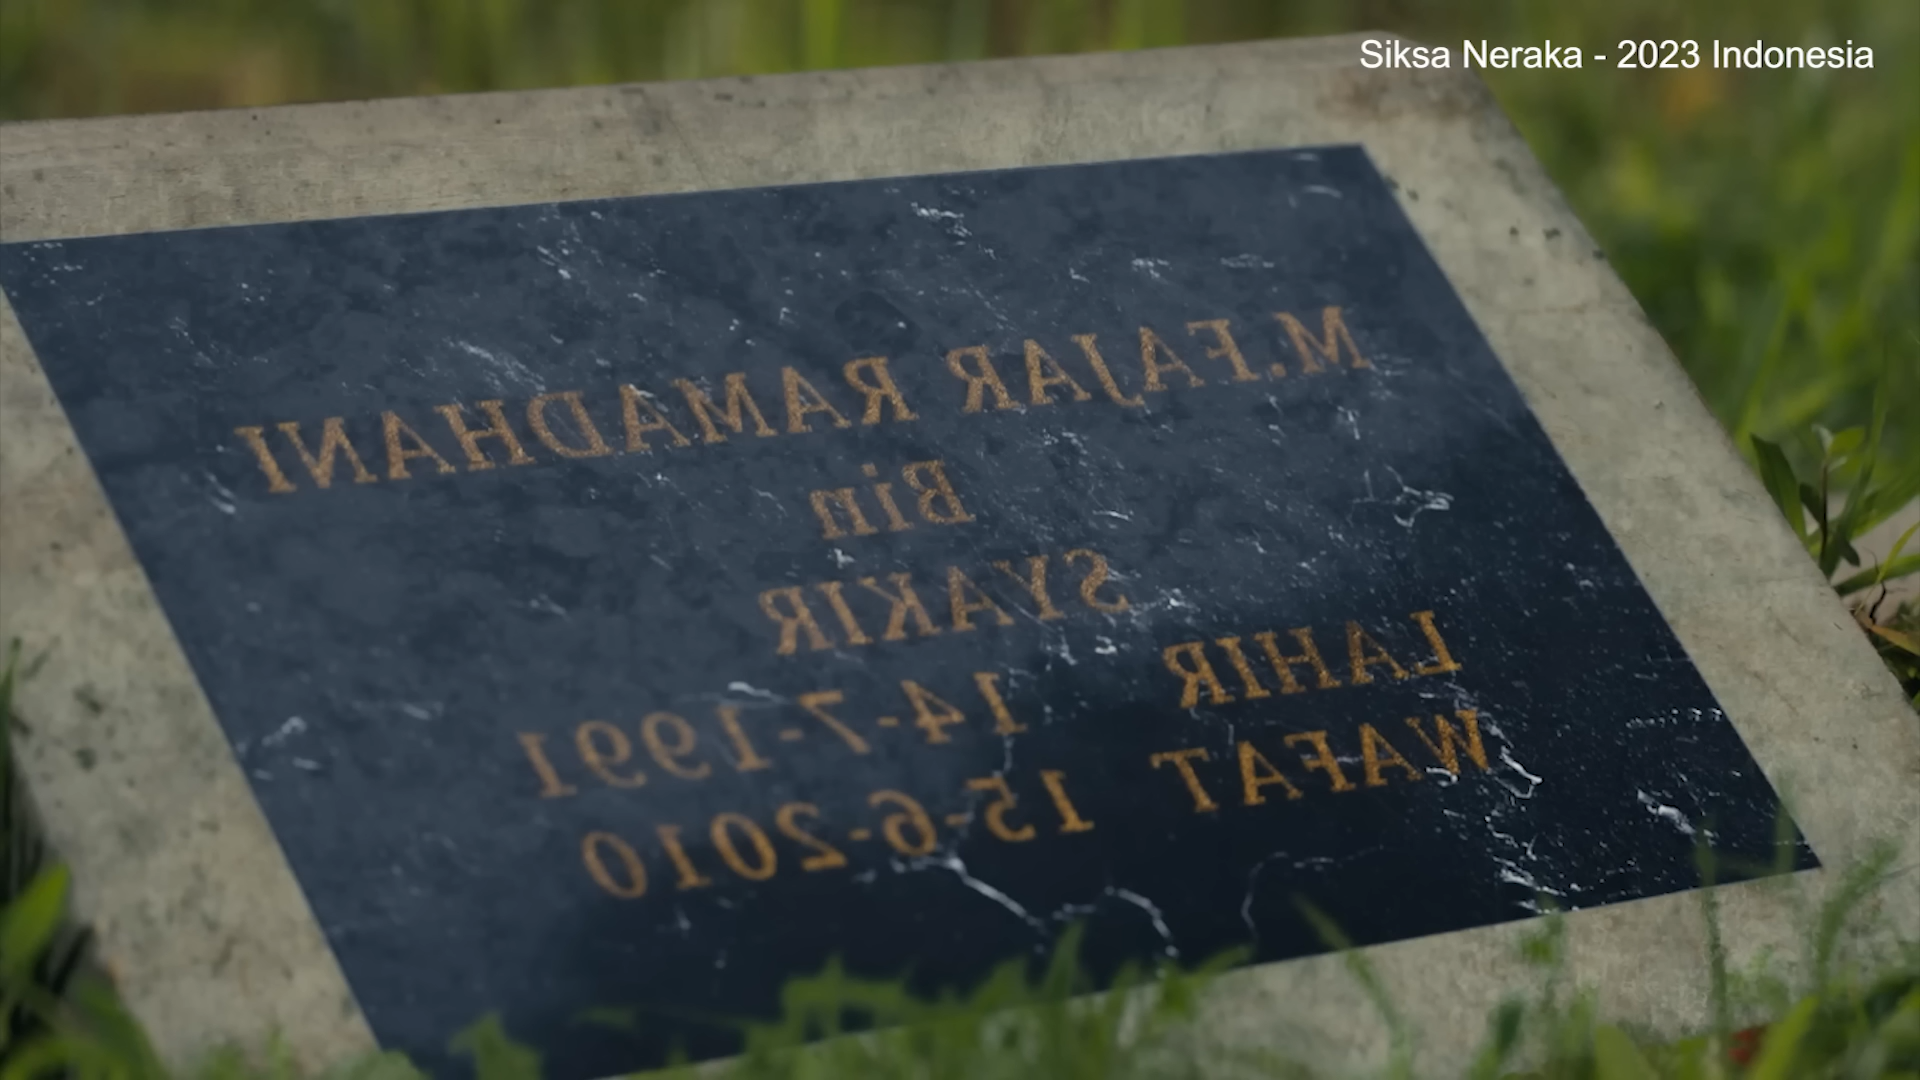 Siksa Neraka - 2023 Indonesia
M.FAJAR RAMADHANI
Bin
SYAKIR
LAHIR 14-7-1991
WAFAT 15-6-2010